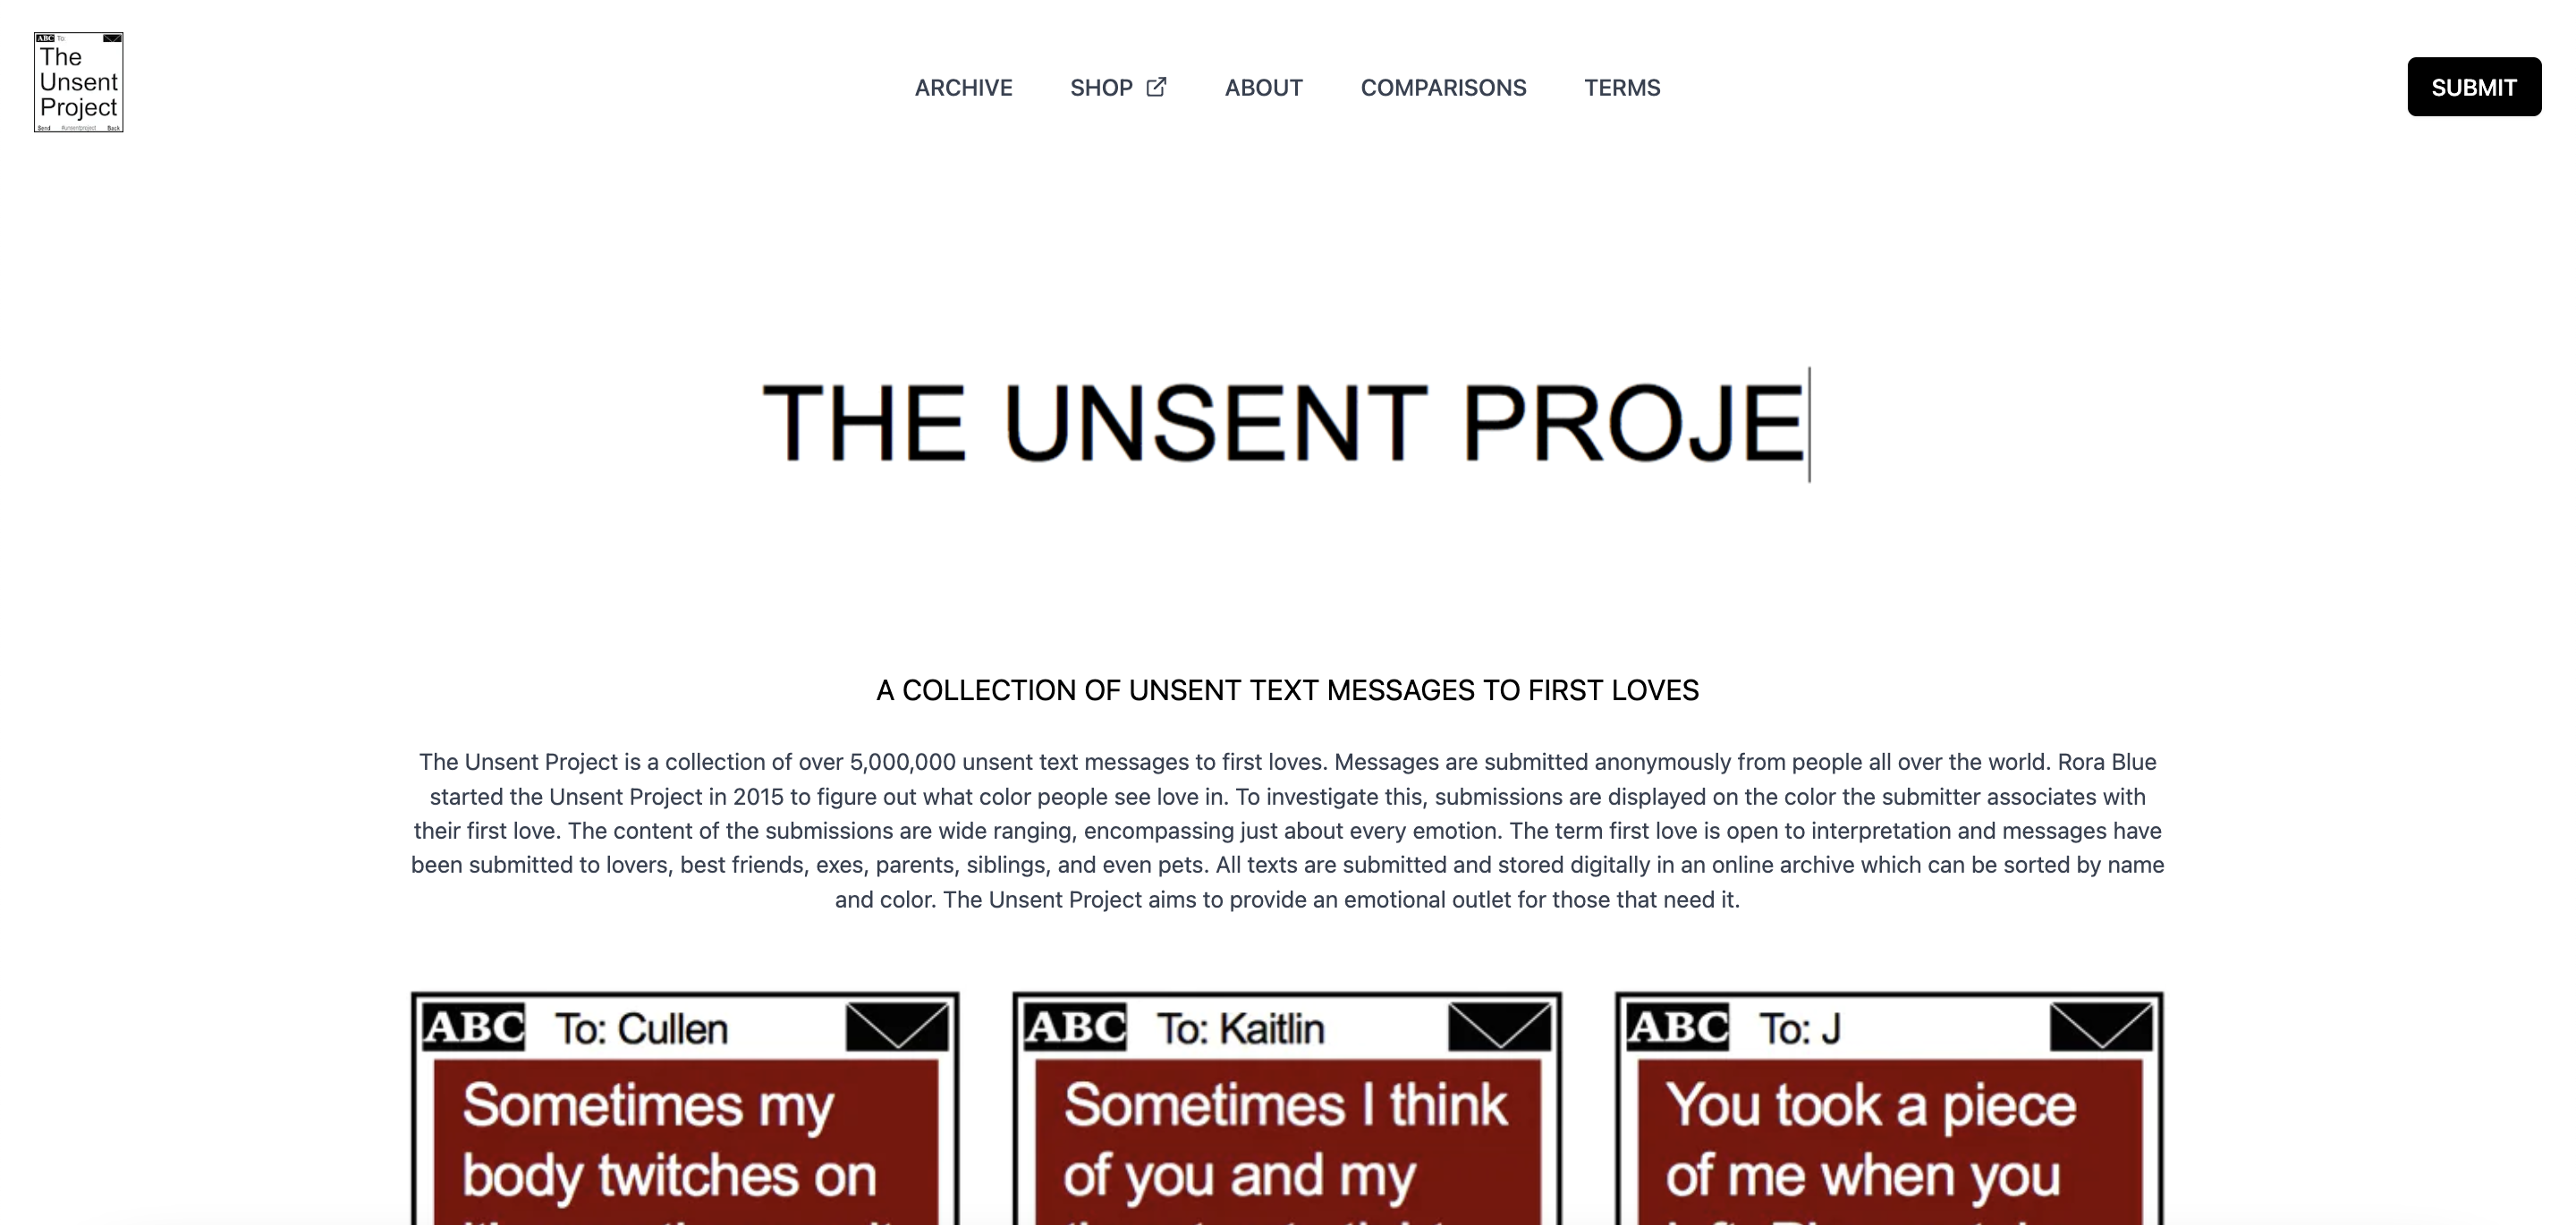 ABC To:
The
Unsent
Project
Send #unsentproject Back
ARCHIVE SHOP ABOUT COMPARISONS TERMS
SUBMIT
THE UNSENT PROJE
A COLLECTION OF UNSENT TEXT MESSAGES TO FIRST LOVES
The Unsent Project is a collection of over 5,000,000 unsent text messages to first loves. Messages are submitted anonymously from people all over the world. Rora Blue
started the Unsent Project in 2015 to figure out what color people see love in. To investigate this, submissions are displayed on the color the submitter associates with
their first love. The content of the submissions are wide ranging, encompassing just about every emotion. The term first love is open to interpretation and messages have
been submitted to lovers, best friends, exes, parents, siblings, and even pets. All texts are submitted and stored digitally in an online archive which can be sorted by name
and color. The Unsent Project aims to provide an emotional outlet for those that need it.
ABC To: Cullen
Sometimes my
body twitches on
ABC To: Kaitlin
Sometimes I think
of you and my
ABC To: J
You took a piece
of me when you